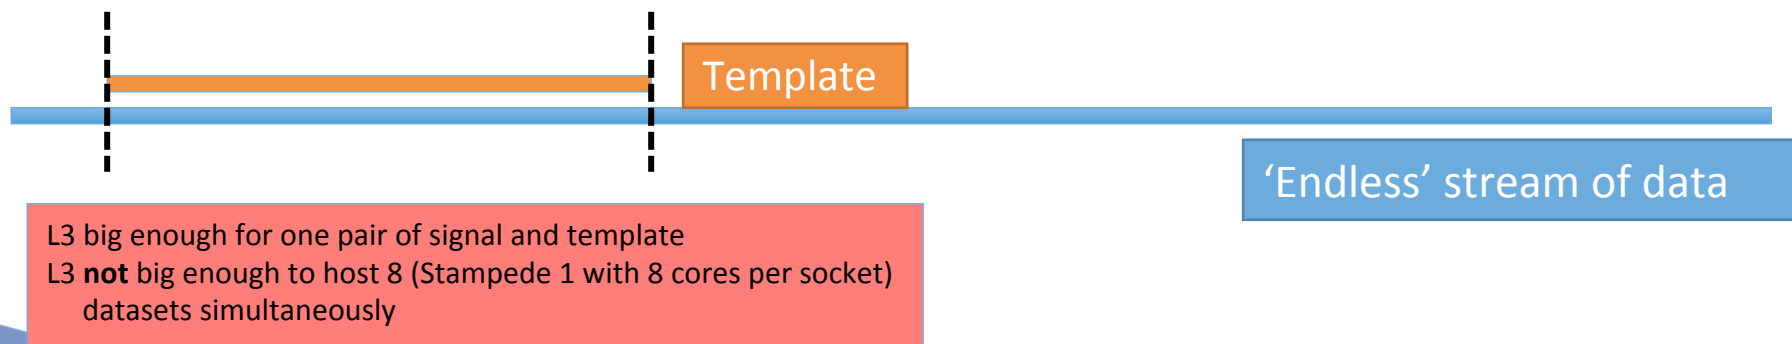 Template
‘Endless’ stream of data
L3 big enough for one pair of signal and template
L3 not big enough to host 8 (Stampede 1 with 8 cores per socket)
datasets simultaneously